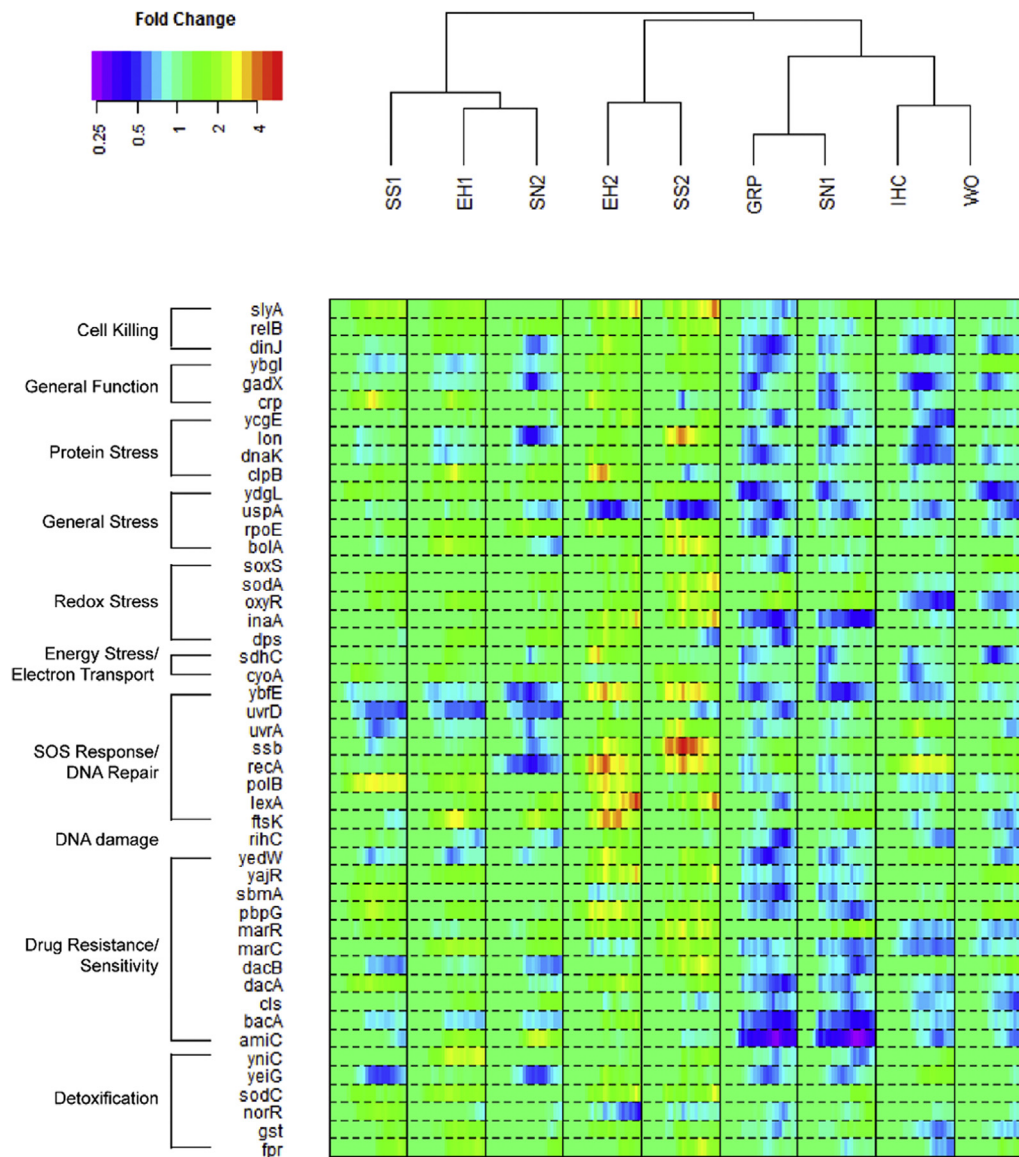 Fold Change
0.25 0.5 1 2 4
SS1 EH1 SN2 EH2 SS2 GRP SN1 IHC WO
Cell Killing
slyA
relB
dinJ
General Function
ybgI
gadX
crp
Protein Stress
ycgE
lon
dnaK
clpB
General Stress
ydgL
uspA
rpoE
bolA
Redox Stress
soxS
sodA
oxyR
inaA
dps
Energy Stress/
Electron Transport
sdhC
cyoA
SOS Response/
DNA Repair
ybfE
uvrD
uvrA
ssb
recA
polB
lexA
ftsK
DNA damage
rihC
Drug Resistance/
Sensitivity
yedW
yajR
sbmA
pbpG
marR
marC
dacB
dacA
cls
bacA
amiC
Detoxification
yniC
yeiG
sodC
norR
gst
fpr